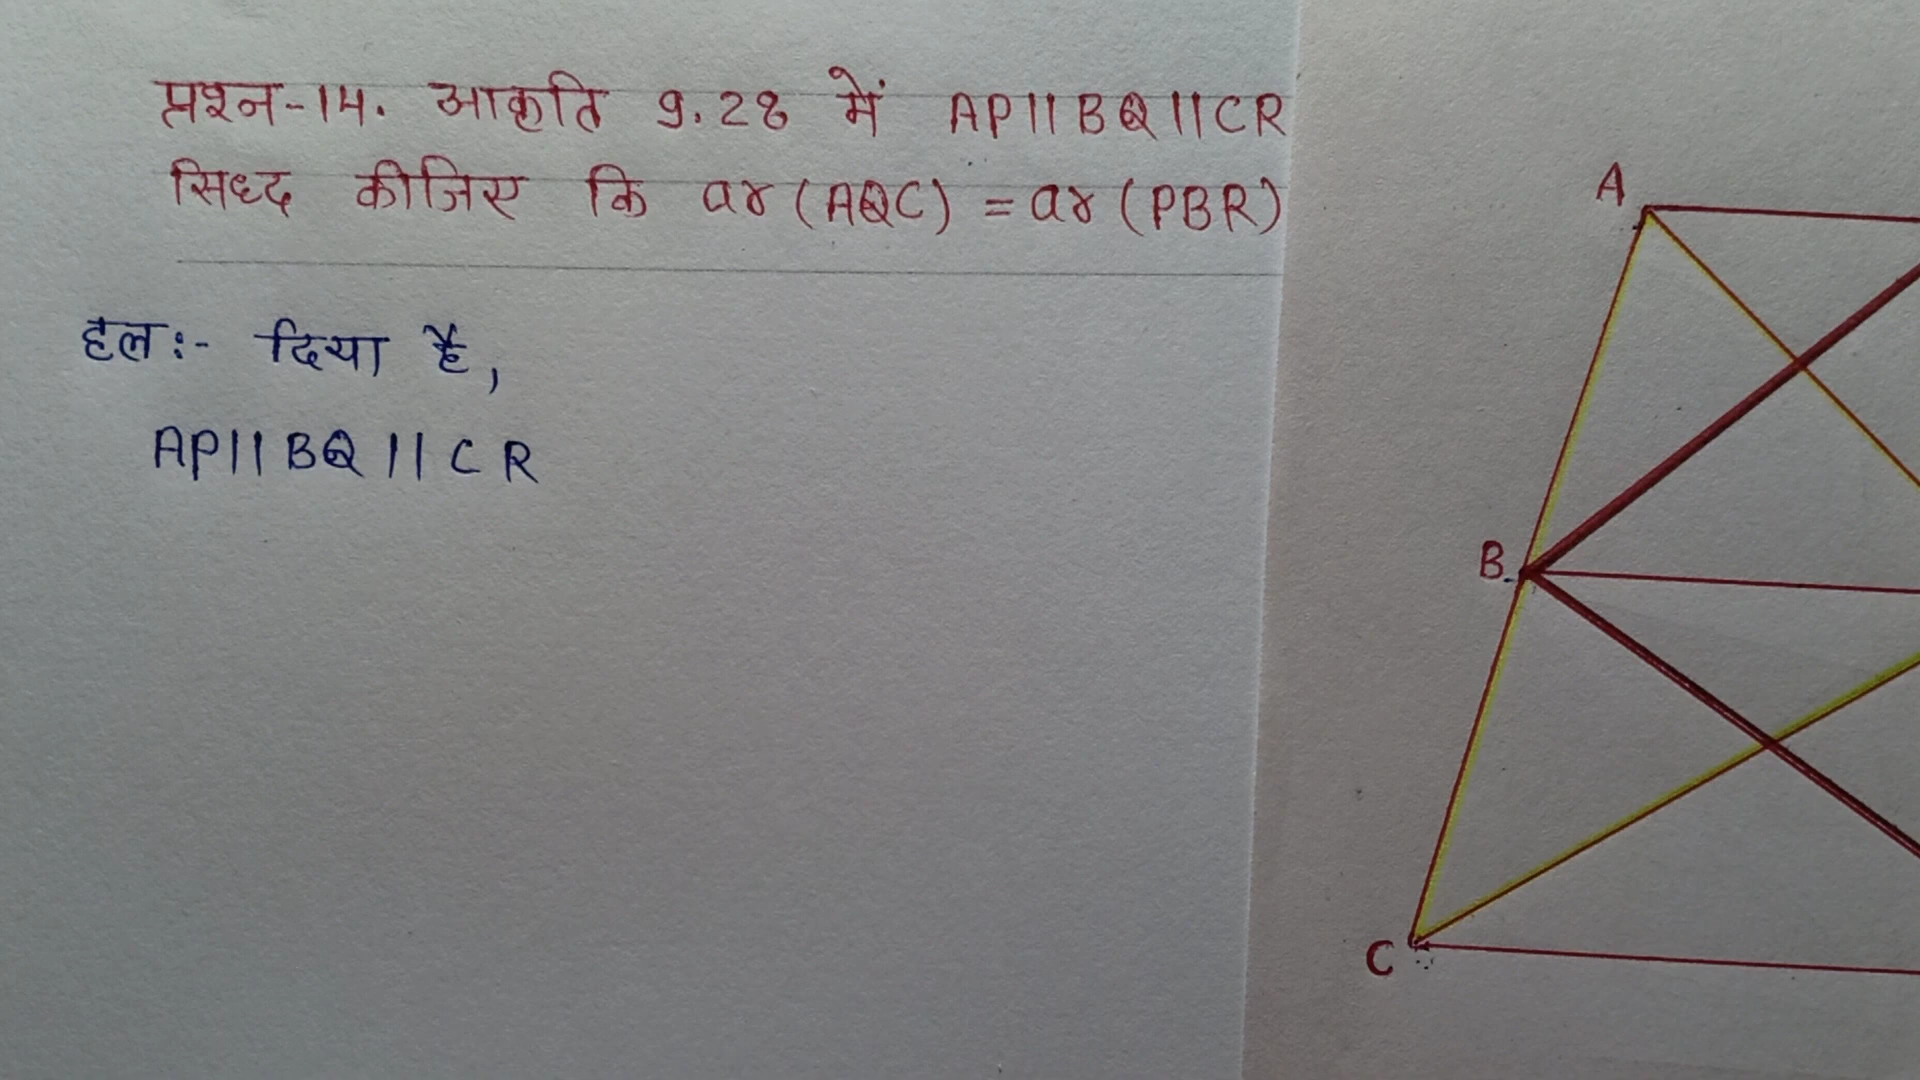 प्रश्न-14. आकृति 9.28 में AP||BQ||CR
सिध्द कीजिए कि ar(AQC) = ar(PBR)
हल:- दिया है,
AP||BQ||CR
A
B
C